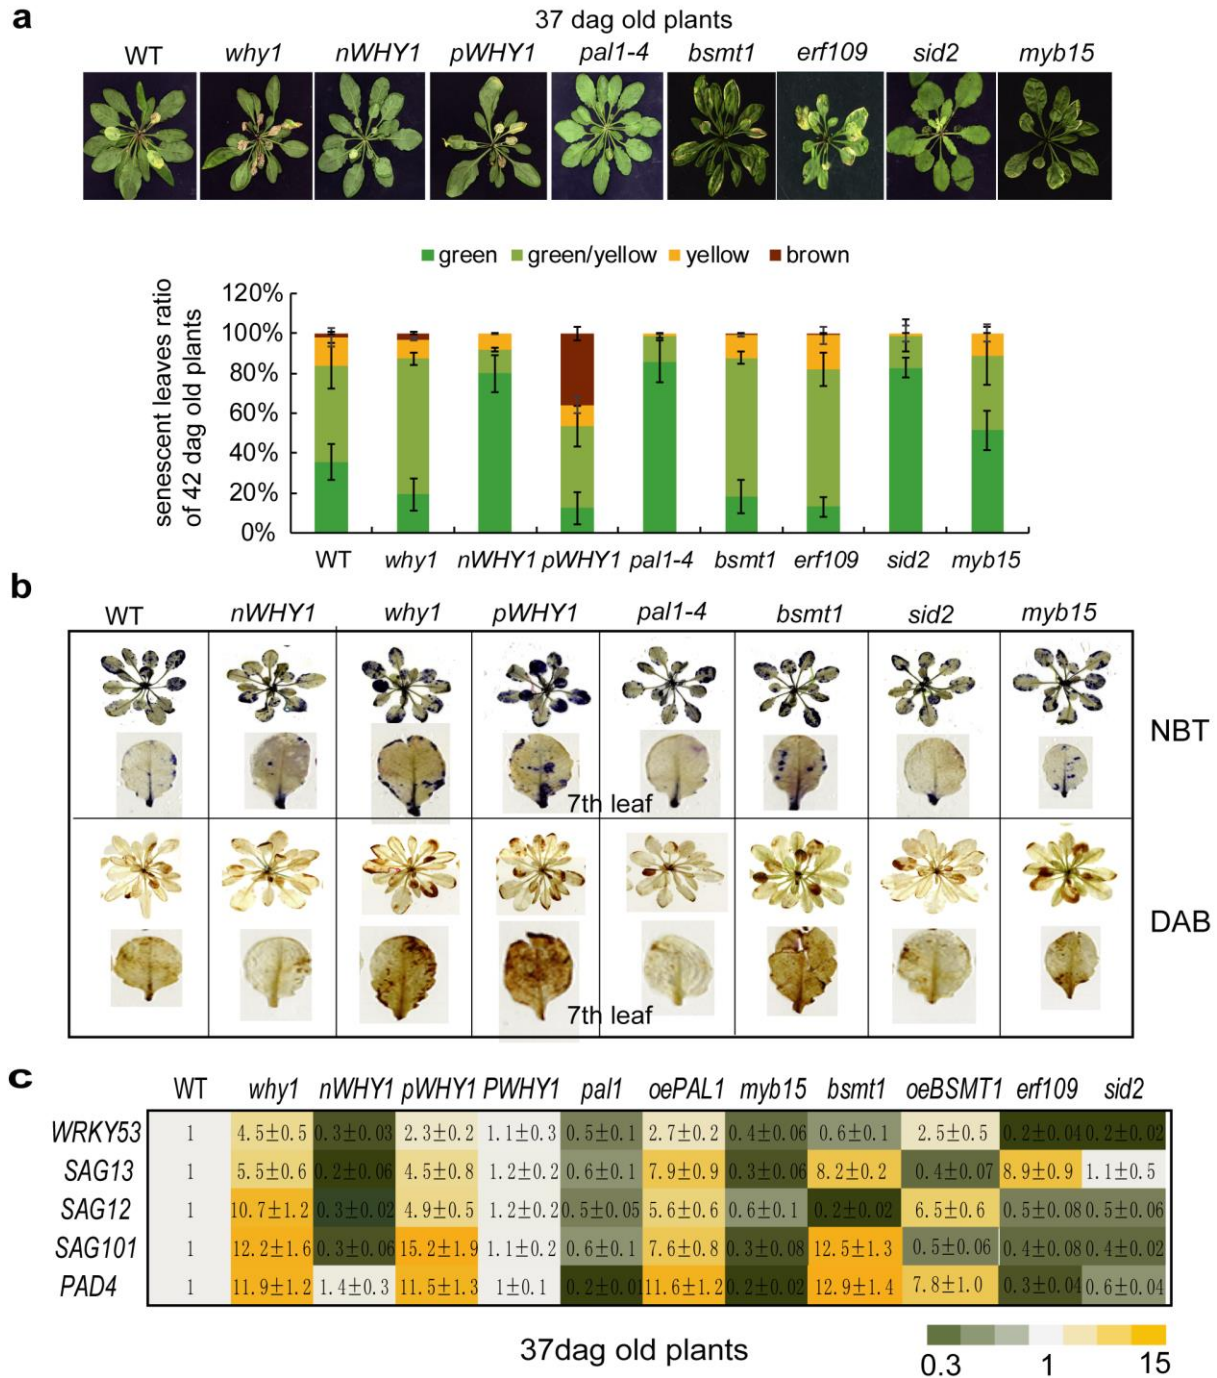 a
37 dag old plants
WT why1 nWHY1 pWHY1 pal1-4 bsmt1 erf109 sid2 myb15
green green/yellow yellow brown
senescent leaves ratio
of 42 dag old plants
120%
100%
80%
60%
40%
20%
0%
WT why1 nWHY1 pWHY1 pal1-4 bsmt1 erf109 sid2 myb15
b
WT nWHY1 why1 pWHY1 pal1-4 bsmt1 sid2 myb15
NBT
7th leaf
DAB
7th leaf
c
WT why1 nWHY1 pWHY1 PWHY1 pal1 oePAL1 myb15 bsmt1 oeBSMT1 erf109 sid2
WRKY53 1 4.5±0.5 0.3±0.03 2.3±0.2 1.1±0.3 0.5±0.1 2.7±0.2 0.4±0.06 0.6±0.1 2.5±0.5 0.2±0.04 0.2±0.02
SAG13 1 5.5±0.6 0.2±0.06 4.5±0.8 1.2±0.2 0.6±0.1 7.9±0.9 0.3±0.06 8.2±0.2 0.4±0.07 8.9±0.9 1.1±0.5
SAG12 1 10.7±1.2 0.3±0.02 4.9±0.5 1.2±0.2 0.5±0.05 5.6±0.6 0.6±0.1 0.2±0.02 6.5±0.6 0.5±0.08 0.5±0.06
SAG101 1 12.2±1.6 0.3±0.06 15.2±1.9 1.1±0.2 0.6±0.1 7.6±0.8 0.3±0.08 12.5±1.3 0.5±0.06 0.4±0.08 0.4±0.02
PAD4 1 11.9±1.2 1.4±0.3 11.5±1.3 1±0.1 0.2±0.01 11.6±1.2 0.2±0.02 12.9±1.4 7.8±1.0 0.3±0.04 0.6±0.04
37dag old plants
0.3 1 15